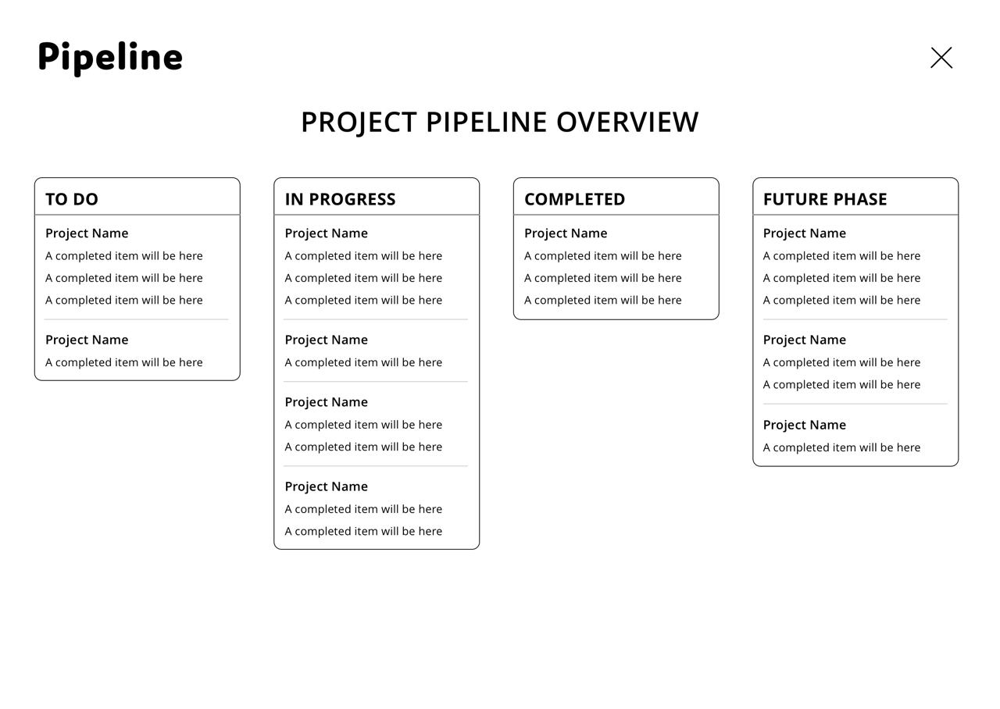 Pipeline
PROJECT PIPELINE OVERVIEW
TO DO
Project Name
A completed item will be here
A completed item will be here
A completed item will be here
Project Name
A completed item will be here
IN PROGRESS
Project Name
A completed item will be here
A completed item will be here
A completed item will be here
Project Name
A completed item will be here
Project Name
A completed item will be here
A completed item will be here
Project Name
A completed item will be here
A completed item will be here
COMPLETED
Project Name
A completed item will be here
A completed item will be here
A completed item will be here
FUTURE PHASE
Project Name
A completed item will be here
A completed item will be here
A completed item will be here
Project Name
A completed item will be here
A completed item will be here
Project Name
A completed item will be here